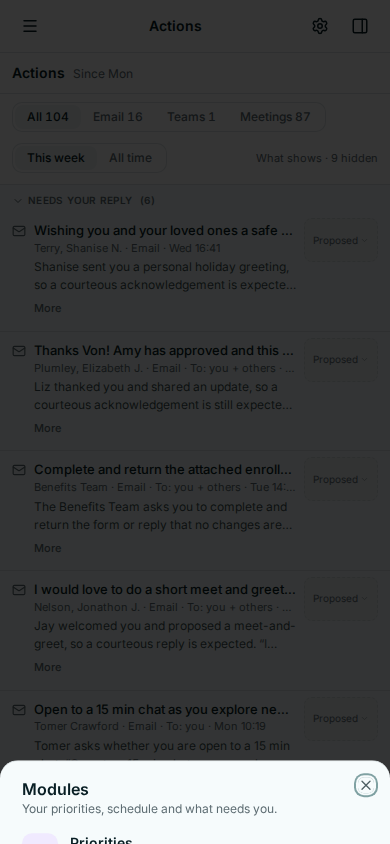 Actions
Actions Since Mon
All 104 Email 16 Teams 1 Meetings 87
This week All time What shows · 9 hidden
NEEDS YOUR REPLY (6)
Wishing you and your loved ones a safe ...
Proposed
Terry, Shanise N. · Email · Wed 16:41
Shanise sent you a personal holiday greeting,
so a courteous acknowledgement is expecte...
More
Thanks Von! Amy has approved and this ...
Proposed
Plumley, Elizabeth J. · Email · To: you + others · ...
Liz thanked you and shared an update, so a
courteous acknowledgement is still expecte...
More
Complete and return the attached enroll...
Proposed
Benefits Team · Email · To: you + others · Tue 14:...
The Benefits Team asks you to complete and
return the form or reply that no changes are...
More
I would love to do a short meet and greet...
Proposed
Nelson, Jonathon J. · Email · To: you + others · ...
Jay welcomed you and proposed a meet-and-
greet, so a courteous reply is expected. "I...
More
Open to a 15 min chat as you explore ne...
Proposed
Tomer Crawford · Email · To: you · Mon 10:19
Tomer asks whether you are open to a 15 min
Modules
Your priorities, schedule and what needs you.
Priorities